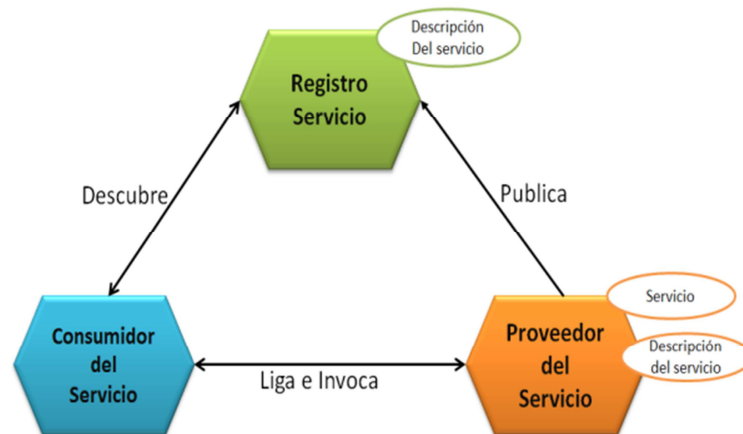 Descripción
Del servicio
Registro
Servicio
Descubre
Publica
Servicio
Consumidor
del
Servicio
Liga e Invoca
Proveedor
del
Servicio
Descripción
del servicio